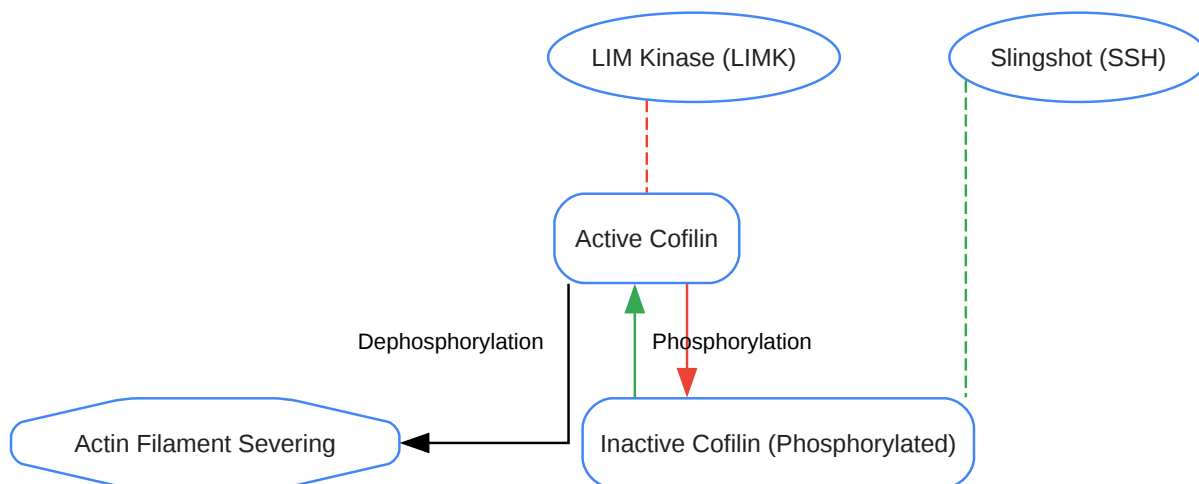 LIM Kinase (LIMK)
Slingshot (SSH)
Active Cofilin
Dephosphorylation
Phosphorylation
Actin Filament Severing
Inactive Cofilin (Phosphorylated)